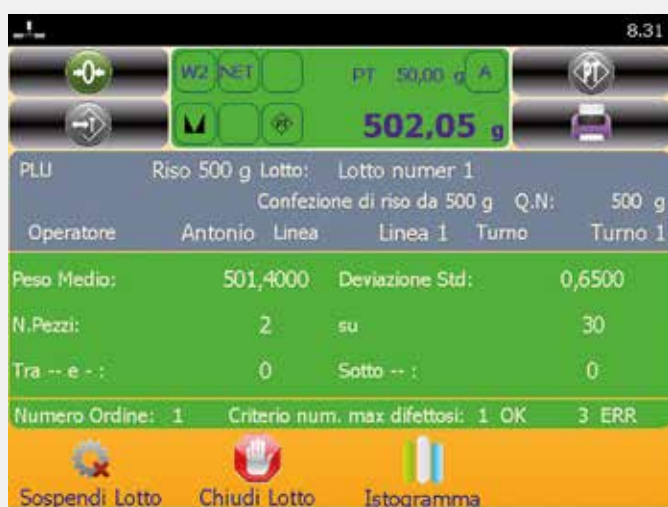 8.31
-0- W2 NET PT 50,00 g A PT
T PT 502,05 g
PLU Riso 500 g Lotto: Lotto numer 1
Confezione di riso da 500 g Q.N: 500 g
Operatore Antonio Linea Linea 1 Turno Turno 1
Peso Medio: 501,4000 Deviazione Std: 0,6500
N.Pezzi: 2 su 30
Tra -- e - : 0 Sotto -- : 0
Numero Ordine: 1 Criterio num. max difettosi: 1 OK 3 ERR
Sospendi Lotto Chiudi Lotto Istogramma